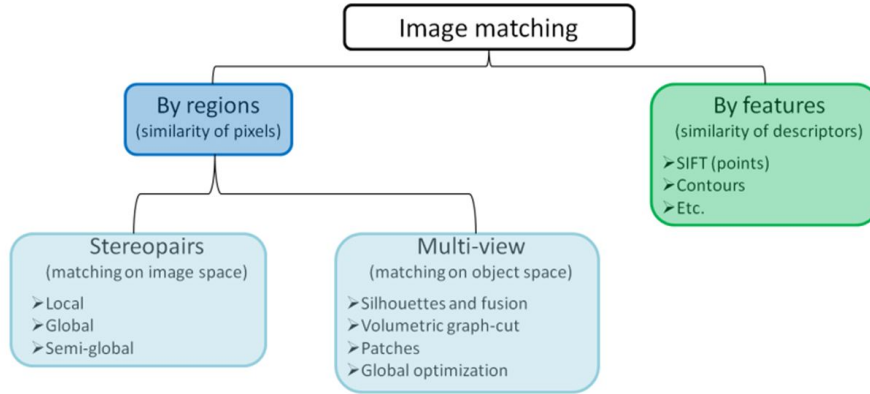 Image matching
By regions
(similarity of pixels)
By features
(similarity of descriptors)
➢SIFT (points)
➢Contours
➢Etc.
Stereopairs
(matching on image space)
➢Local
➢Global
➢Semi-global
Multi-view
(matching on object space)
➢Silhouettes and fusion
➢Volumetric graph-cut
➢Patches
➢Global optimization